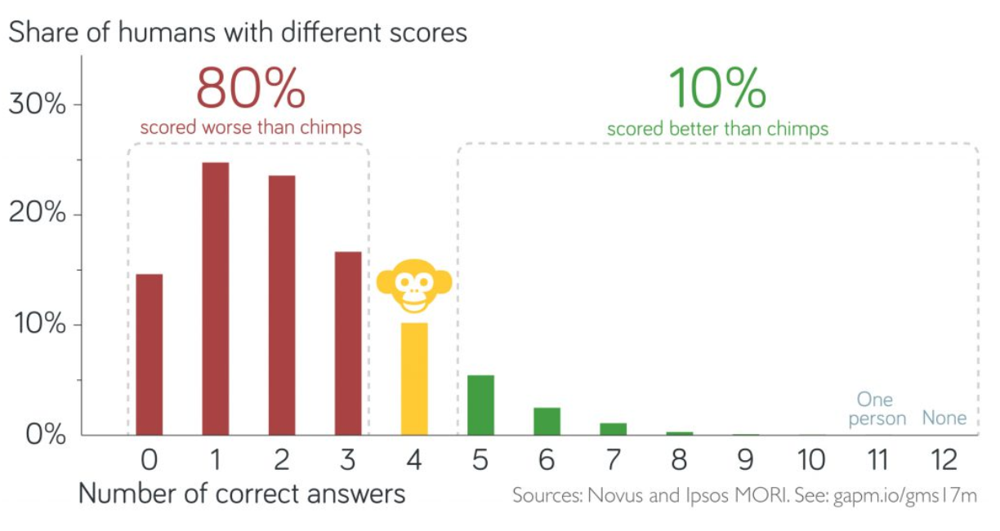 Share of humans with different scores
80%
scored worse than chimps
10%
scored better than chimps
30%
20%
10%
0%
One
person
None
0 1 2 3 4 5 6 7 8 9 10 11 12
Number of correct answers
Sources: Novus and Ipsos MORI. See: gapm.io/gms17m